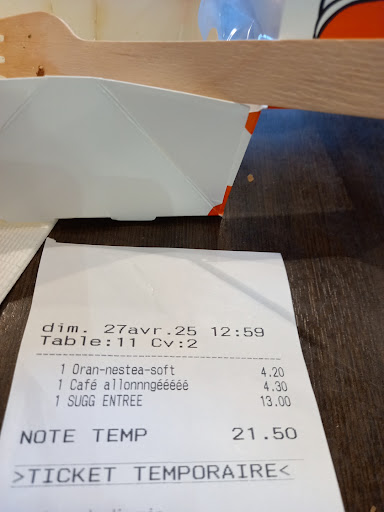 dim. 27avr.25 12:59
Table:11 Cv:2
1 Oran-nestea-soft 4.20
1 Café allonnngééééé 4.30
1 SUGG ENTREE 13.00
NOTE TEMP 21.50
>TICKET TEMPORAIRE<